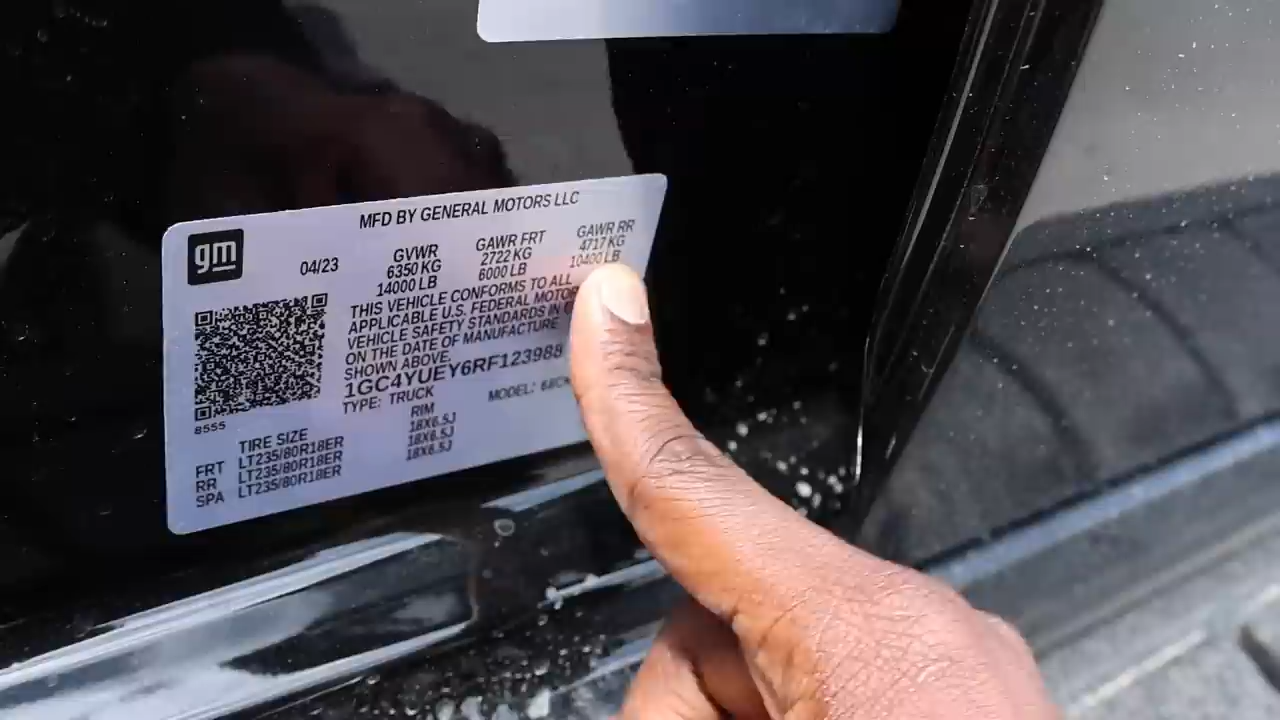 MFD BY GENERAL MOTORS LLC
gm
04/23
GVWR
6350 KG
14000 LB
GAWR FRT
2722 KG
6000 LB
GAWR RR
4717 KG
10400 LB
THIS VEHICLE CONFORMS TO ALL
APPLICABLE U.S. FEDERAL MOTOR
VEHICLE SAFETY STANDARDS IN
ON THE DATE OF MANUFACTURE
SHOWN ABOVE.
1GC4YUEY6RF123988
TYPE: TRUCK
MODEL:
8555
TIRE SIZE RIM
FRT LT235/80R18ER 18X6.5J
RR LT235/80R18ER 18X6.5J
SPA LT235/80R18ER 18X6.5J